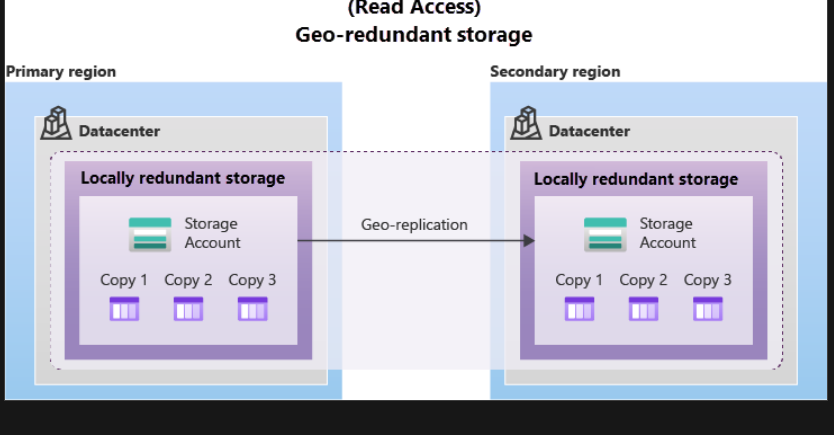 (Read Access)
Geo-redundant storage
Primary region
Secondary region
Datacenter
Datacenter
Locally redundant storage
Locally redundant storage
Storage
Account
Geo-replication
Storage
Account
Copy 1 Copy 2 Copy 3
Copy 1 Copy 2 Copy 3